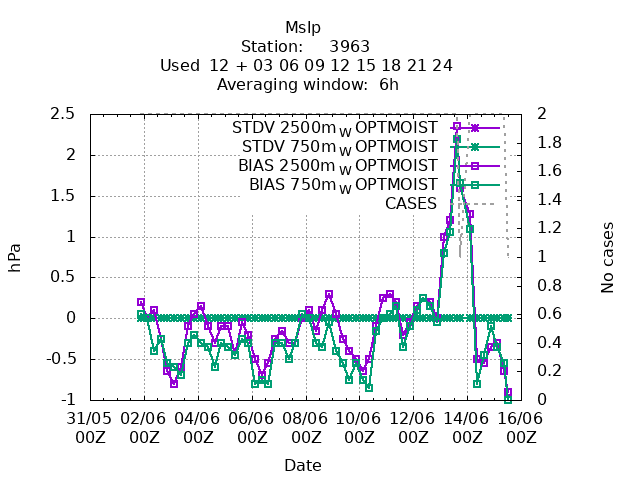 Mslp
Station: 3963
Used 12 + 03 06 09 12 15 18 21 24
Averaging window: 6h
STDV 2500m_W OPTMOIST
STDV 750m_W OPTMOIST
BIAS 2500m_W OPTMOIST
BIAS 750m_W OPTMOIST
CASES
hPa
2.5
2
1.5
1
0.5
0
-0.5
-1
No cases
2
1.8
1.6
1.4
1.2
1
0.8
0.6
0.4
0.2
0
31/05 02/06 04/06 06/06 08/06 10/06 12/06 14/06 16/06
00Z 00Z 00Z 00Z 00Z 00Z 00Z 00Z 00Z
Date